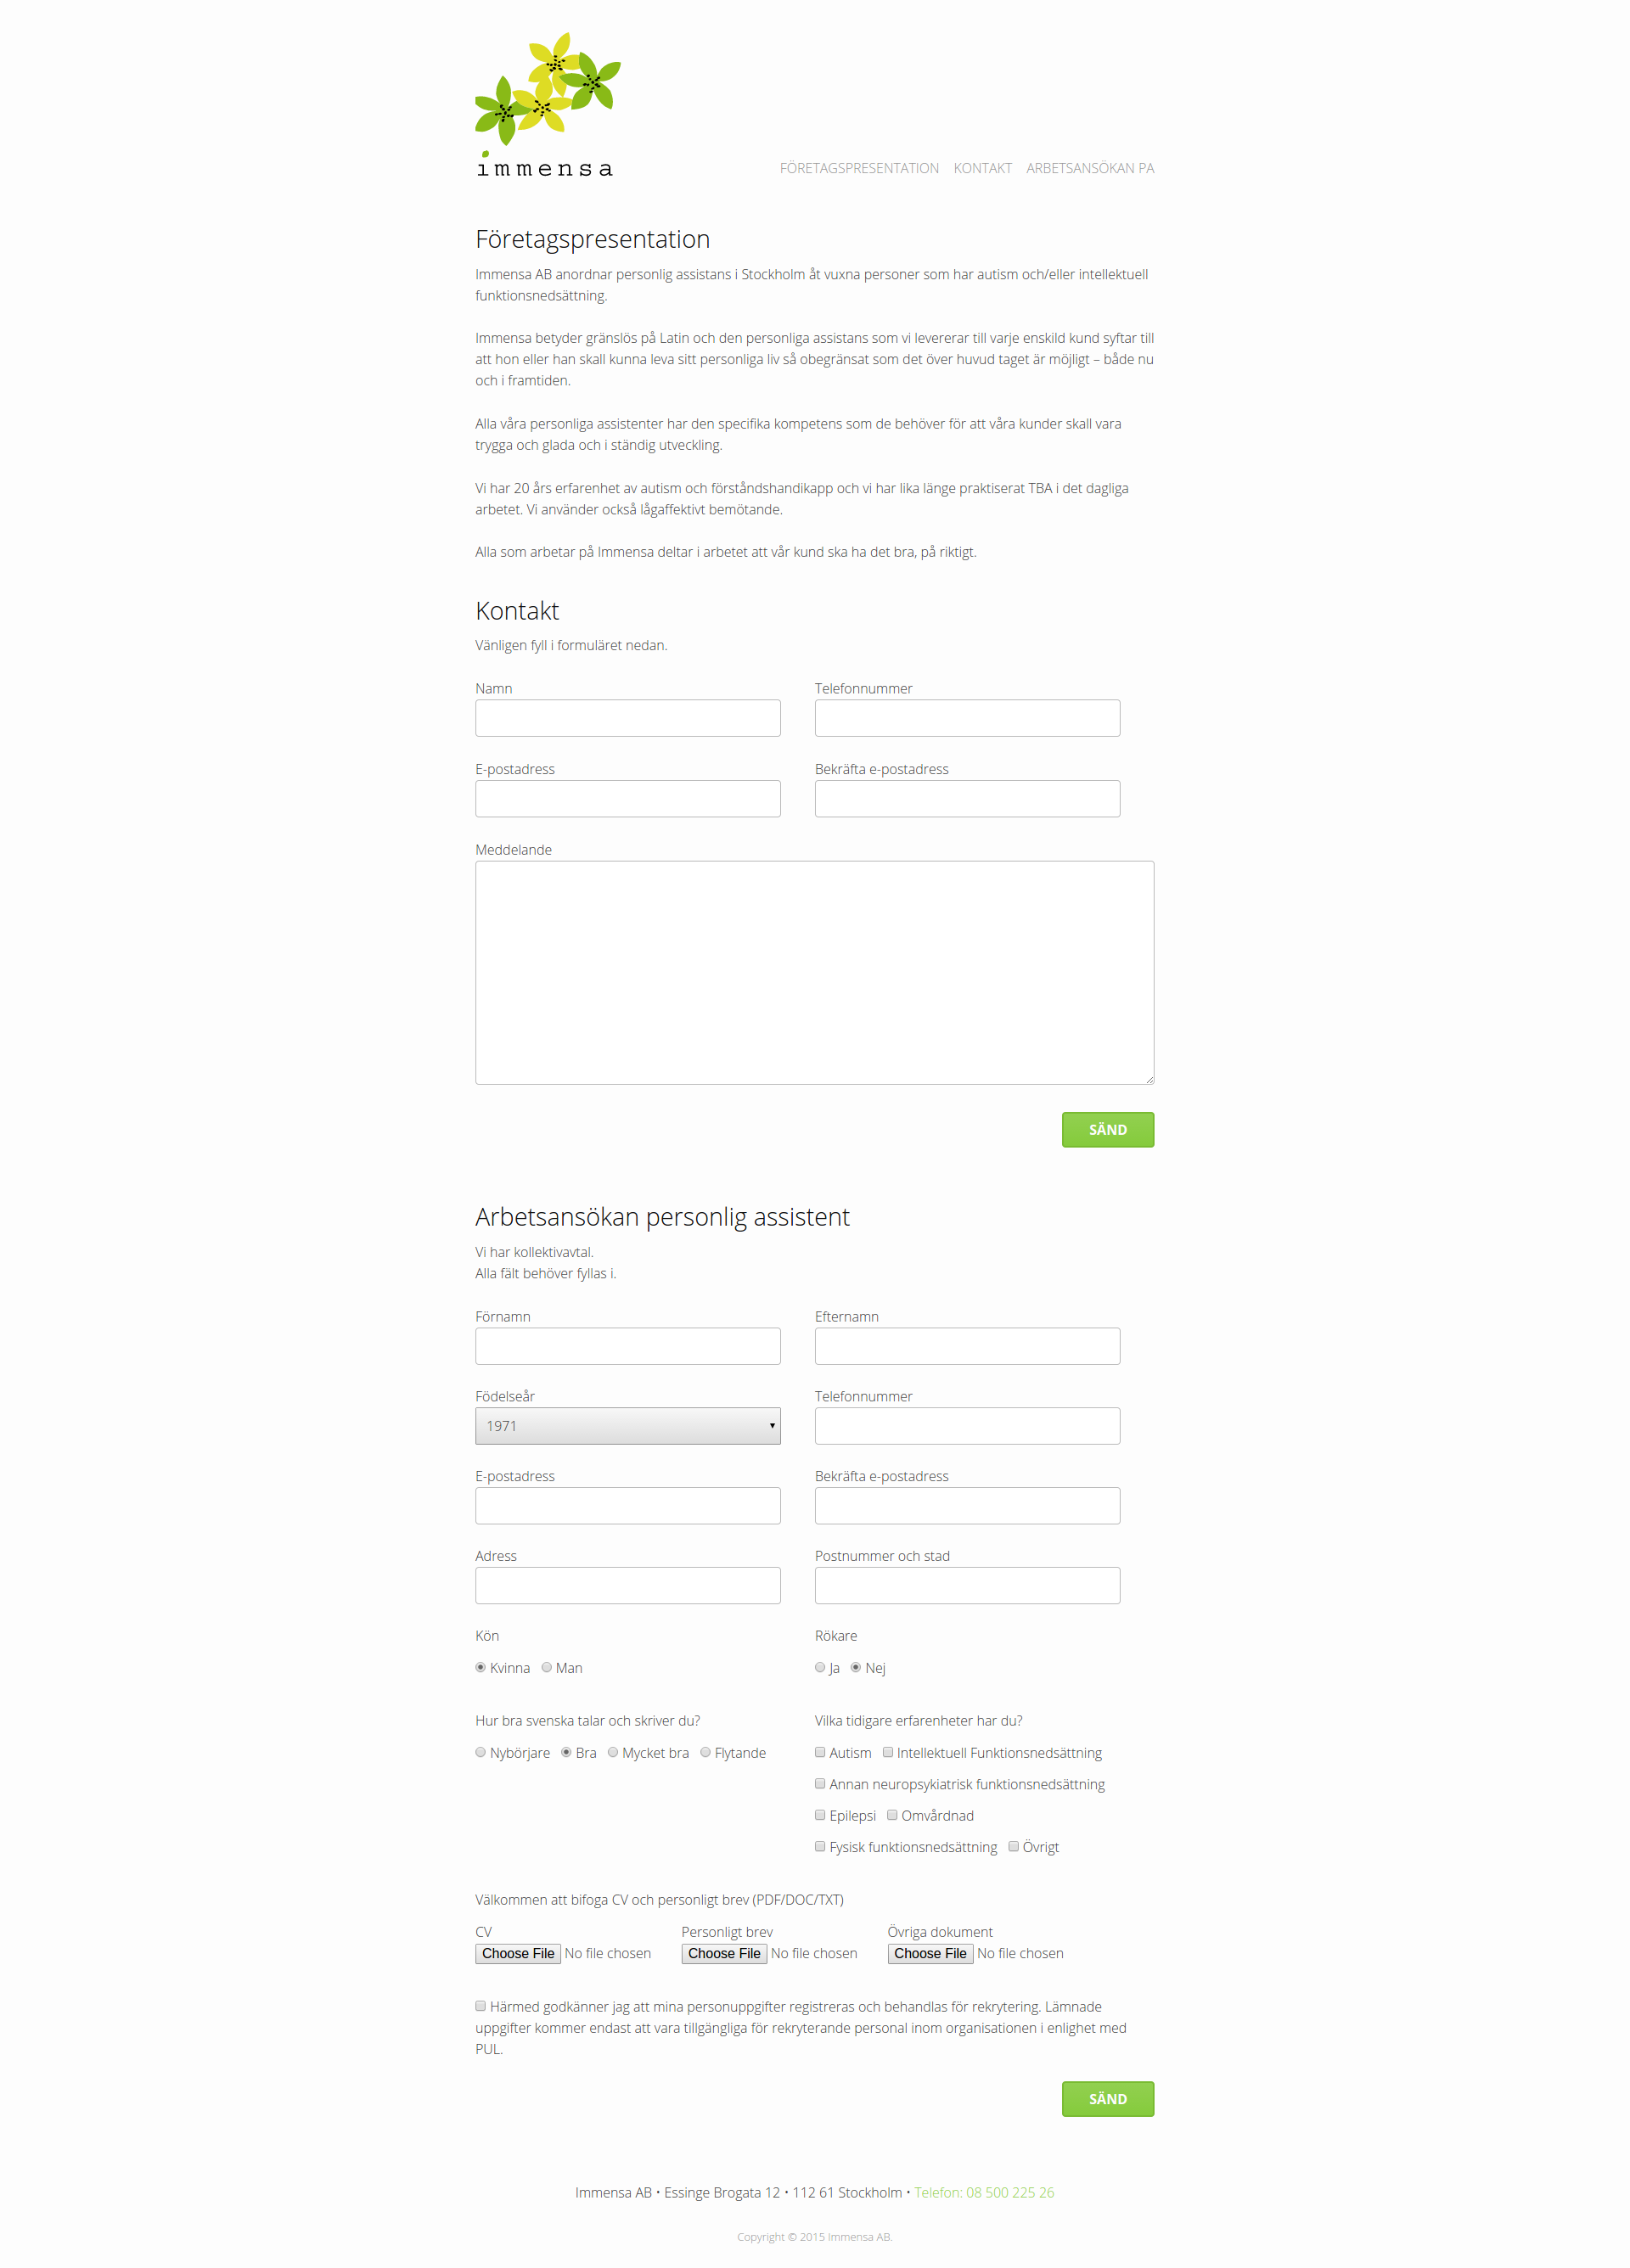 immensa
FÖRETAGSPRESENTATION KONTAKT ARBETSANSÖKAN PA
Företagspresentation
Immensa AB anordnar personlig assistans i Stockholm åt vuxna personer som har autism och/eller intellektuell
funktionsnedsättning.
Immensa betyder gränslös på Latin och den personliga assistans som vi levererar till varje enskild kund syftar till
att hon eller han skall kunna leva sitt personliga liv så obegränsat som det över huvud taget är möjligt – både nu
och i framtiden.
Alla våra personliga assistenter har den specifika kompetens som de behöver för att våra kunder skall vara
trygga och glada och i ständig utveckling.
Vi har 20 års erfarenhet av autism och förståndshandikapp och vi har lika länge praktiserat TBA i det dagliga
arbetet. Vi använder också lågaffektivt bemötande.
Alla som arbetar på Immensa deltar i arbetet att vår kund ska ha det bra, på riktigt.
Kontakt
Vänligen fyll i formuläret nedan.
Namn Telefonnummer
E-postadress Bekräfta e-postadress
Meddelande
SÄND
Arbetsansökan personlig assistent
Vi har kollektivavtal.
Alla fält behöver fyllas i.
Förnamn Efternamn
Födelseår Telefonnummer
1971
E-postadress Bekräfta e-postadress
Adress Postnummer och stad
Kön Rökare
Kvinna Man Ja Nej
Hur bra svenska talar och skriver du? Vilka tidigare erfarenheter har du?
Nybörjare Bra Mycket bra Flytande Autism Intellektuell Funktionsnedsättning
Annan neuropsykiatrisk funktionsnedsättning
Epilepsi Omvårdnad
Fysisk funktionsnedsättning Övrigt
Välkommen att bifoga CV och personligt brev (PDF/DOC/TXT)
CV Personligt brev Övriga dokument
Choose File No file chosen Choose File No file chosen Choose File No file chosen
Härmed godkänner jag att mina personuppgifter registreras och behandlas för rekrytering. Lämnade
uppgifter kommer endast att vara tillgängliga för rekryterande personal inom organisationen i enlighet med
PUL.
SÄND
Immensa AB • Essinge Brogata 12 • 112 61 Stockholm • Telefon: 08 500 225 26
Copyright © 2015 Immensa AB.